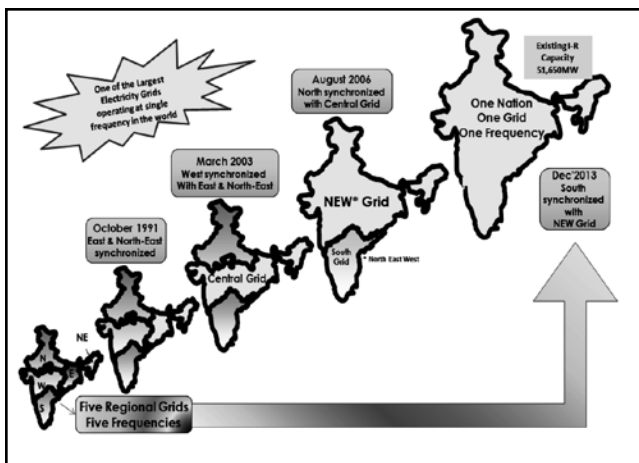 One of the Largest
Electricity Grids
operating at single
frequency in the world
Existing I-R
Capacity
51,650MW
August 2006
North synchronized
with Central Grid
One Nation
One Grid
One Frequency
March 2003
West synchronized
With East & North-East
NEW* Grid
Dec'2013
South
synchronized
with
NEW Grid
October 1991
East & North-East
synchronized
Central Grid
South
Grid
* North East West
NE
N
E
W
S
Five Regional Grids
Five Frequencies